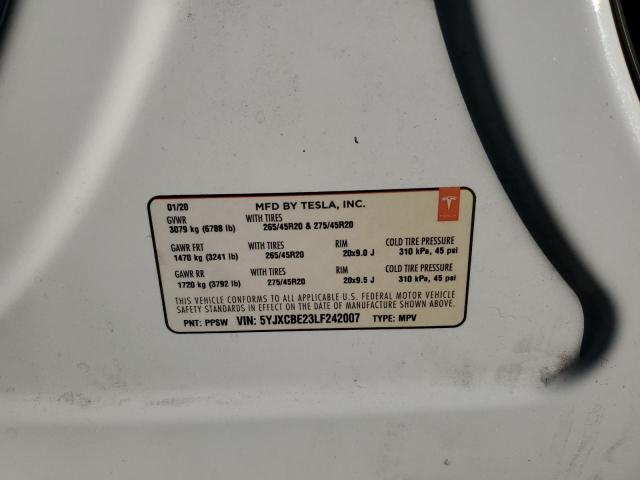 01/20 MFD BY TESLA, INC.
GVWR WITH TIRES
3079 kg (6788 lb) 265/45R20 & 275/45R20
GAWR FRT WITH TIRES RIM COLD TIRE PRESSURE
1470 kg (3241 lb) 265/45R20 20x9.0 J 310 kPa, 45 psi
GAWR RR WITH TIRES RIM COLD TIRE PRESSURE
1720 kg (3792 lb) 275/45R20 20x9.5 J 310 kPa, 45 psi
THIS VEHICLE CONFORMS TO ALL APPLICABLE U.S. FEDERAL MOTOR VEHICLE
SAFETY STANDARDS IN EFFECT ON THE DATE OF MANUFACTURE SHOWN ABOVE.
PNT: PPSW VIN: 5YJXCBE23LF242007 TYPE: MPV
TESLA